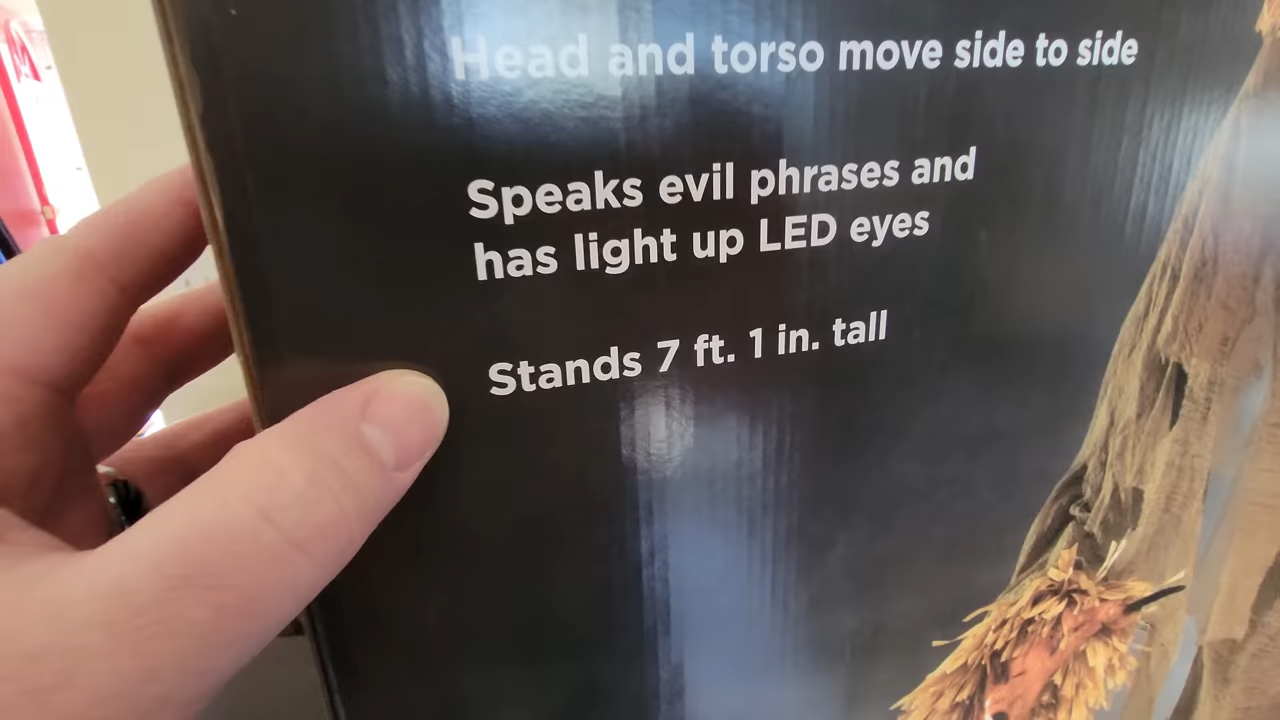 Head and torso move side to side
Speaks evil phrases and
has light up LED eyes
Stands 7 ft. 1 in. tall